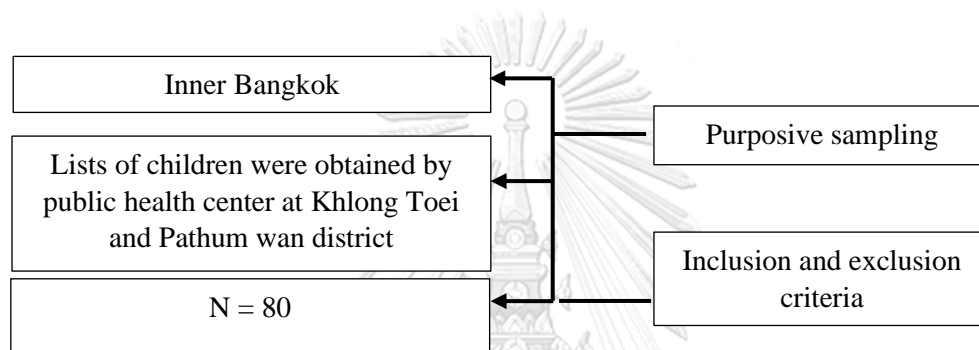 Inner Bangkok
Purposive sampling
Lists of children were obtained by
public health center at Khlong Toei
and Pathum wan district
Inclusion and exclusion
criteria
N = 80